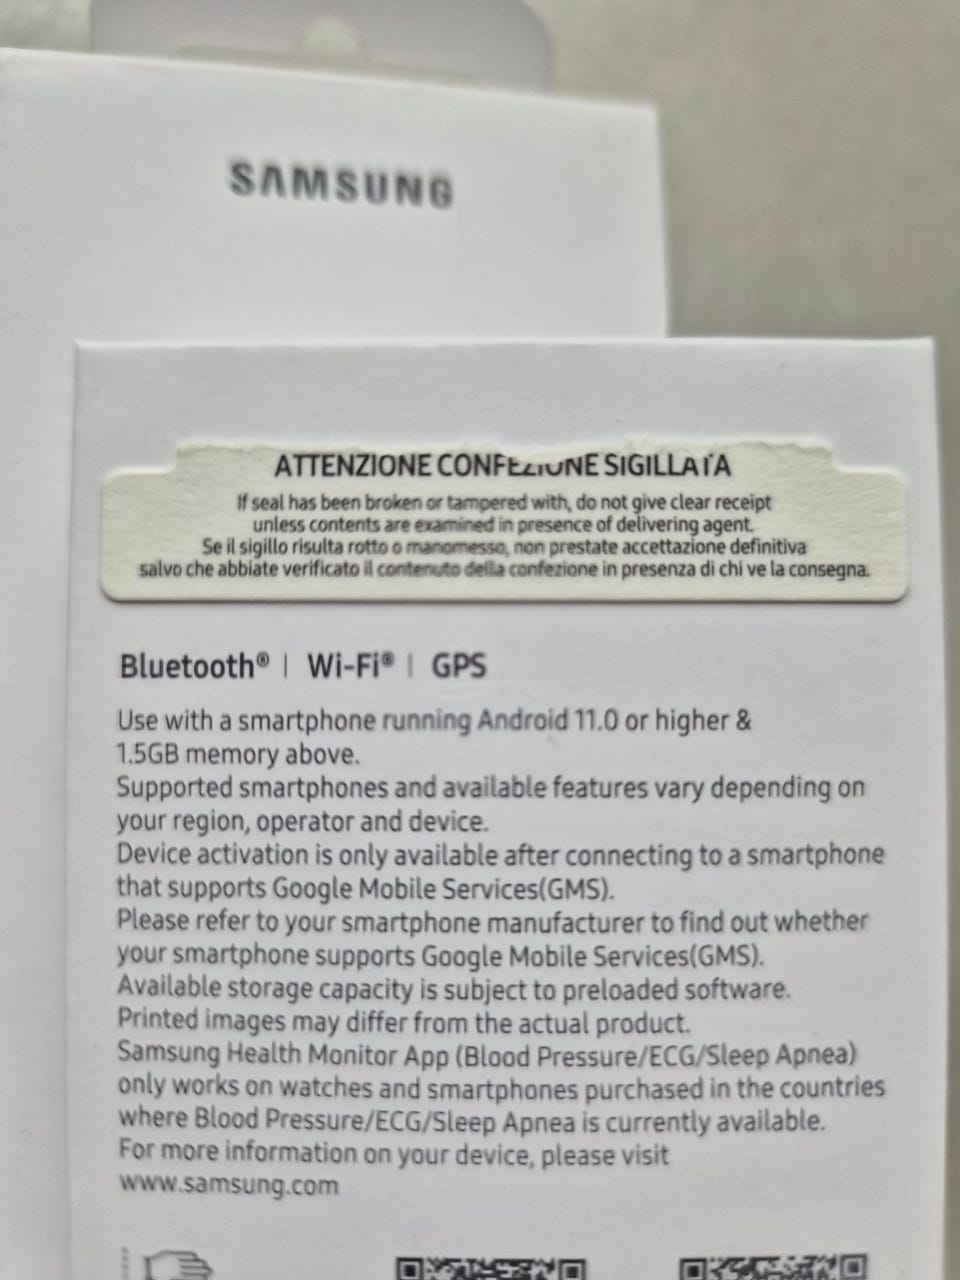 SAMSUNG
ATTENZIONE CONFEZIONE SIGILLATA
If seal has been broken or tampered with, do not give clear receipt
unless contents are examined in presence of delivering agent.
Se il sigillo risulta rotto o manomesso, non prestate accettazione definitiva
salvo che abbiate verificato il contenuto della confezione in presenza di chi ve la consegna.
Bluetooth® | Wi-Fi® | GPS
Use with a smartphone running Android 11.0 or higher &
1.5GB memory above.
Supported smartphones and available features vary depending on
your region, operator and device.
Device activation is only available after connecting to a smartphone
that supports Google Mobile Services(GMS).
Please refer to your smartphone manufacturer to find out whether
your smartphone supports Google Mobile Services(GMS).
Available storage capacity is subject to preloaded software.
Printed images may differ from the actual product.
Samsung Health Monitor App (Blood Pressure/ECG/Sleep Apnea)
only works on watches and smartphones purchased in the countries
where Blood Pressure/ECG/Sleep Apnea is currently available.
For more information on your device, please visit
www.samsung.com